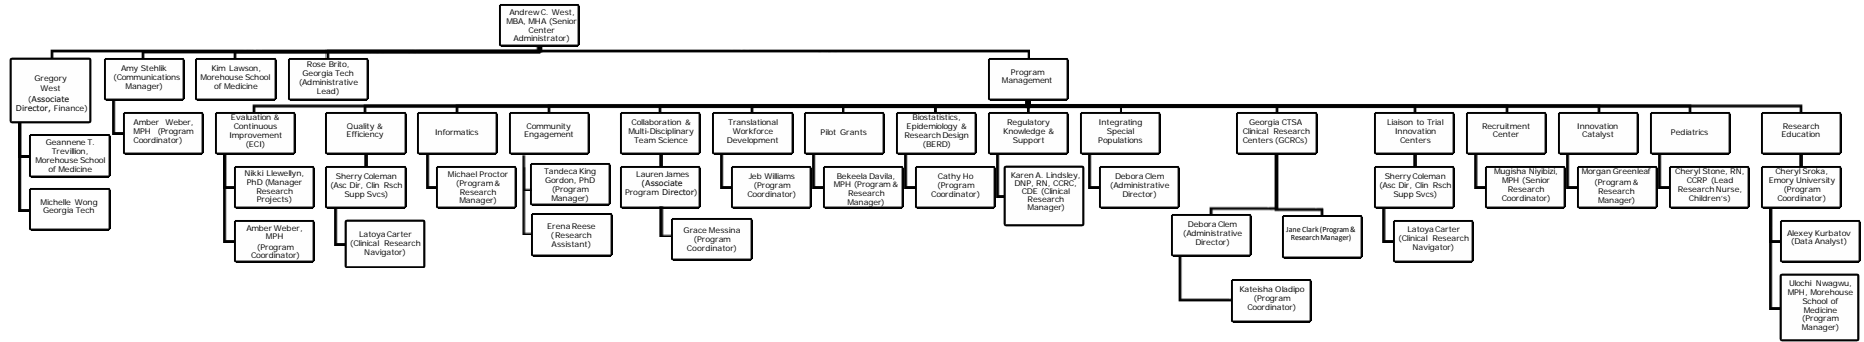 Andrew C. West,
MBA, MHA (Senior
Center
Administrator)
Gregory
West
(Associate
Director, Finance)
Amy Stehlik
(Communications
Manager)
Kim Lawson,
Morehouse School
of Medicine
Rose Brito,
Georgia Tech
(Administrative
Lead)
Program
Management
Geannene T.
Trevillion,
Morehouse School
of Medicine
Michelle Wong
Georgia Tech
Amber Weber,
MPH (Program
Coordinator)
Evaluation &
Continuous
Improvement
(ECI)
Nikki Llewellyn,
PhD (Manager
Research
Projects)
Amber Weber,
MPH
(Program
Coordinator)
Quality &
Efficiency
Sherry Coleman
(Asc Dir, Clin Rsch
Supp Svcs)
Latoya Carter
(Clinical Research
Navigator)
Informatics
Michael Proctor
(Program &
Research
Manager)
Community
Engagement
Tandeca King
Gordon, PhD
(Program
Manager)
Erena Reese
(Research
Assistant)
Collaboration &
Multi-Disciplinary
Team Science
Lauren James
(Associate
Program Director)
Grace Messina
(Program
Coordinator)
Translational
Workforce
Development
Jeb Williams
(Program
Coordinator)
Pilot Grants
Bekeela Davila,
MPH (Program &
Research
Manager)
Biostatistics,
Epidemiology &
Research Design
(BERD)
Cathy Ho
(Program
Coordinator)
Regulatory
Knowledge &
Support
Karen A. Lindsley,
DNP, RN, CCRC,
CDE (Clinical
Research
Manager)
Integrating
Special
Populations
Debora Clem
(Administrative
Director)
Georgia CTSA
Clinical Research
Centers (GCRCs)
Debora Clem
(Administrative
Director)
Jane Clark (Program &
Research Manager)
Kateisha Oladipo
(Program
Coordinator)
Liaison to Trial
Innovation
Centers
Sherry Coleman
(Asc Dir, Clin Rsch
Supp Svcs)
Latoya Carter
(Clinical Research
Navigator)
Recruitment
Center
Mugisha Niyibizi,
MPH (Senior
Research
Coordinator)
Innovation
Catalyst
Morgan Greenleaf
(Program &
Research
Manager)
Pediatrics
Cheryl Stone, RN,
CCRP (Lead
Research Nurse,
Children's)
Research
Education
Cheryl Sroka,
Emory University
(Program
Coordinator)
Alexey Kurbatov
(Data Analyst)
Ulochi Nwagwu,
MPH, Morehouse
School of
Medicine
(Program
Manager)